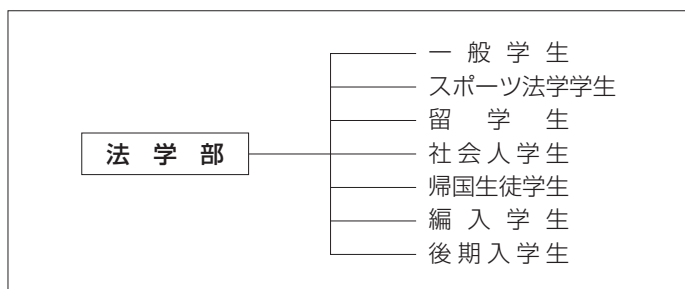 一般学生
スポーツ法学学生
留学生
法学部
社会人学生
帰国生徒学生
編入学生
後期入学生